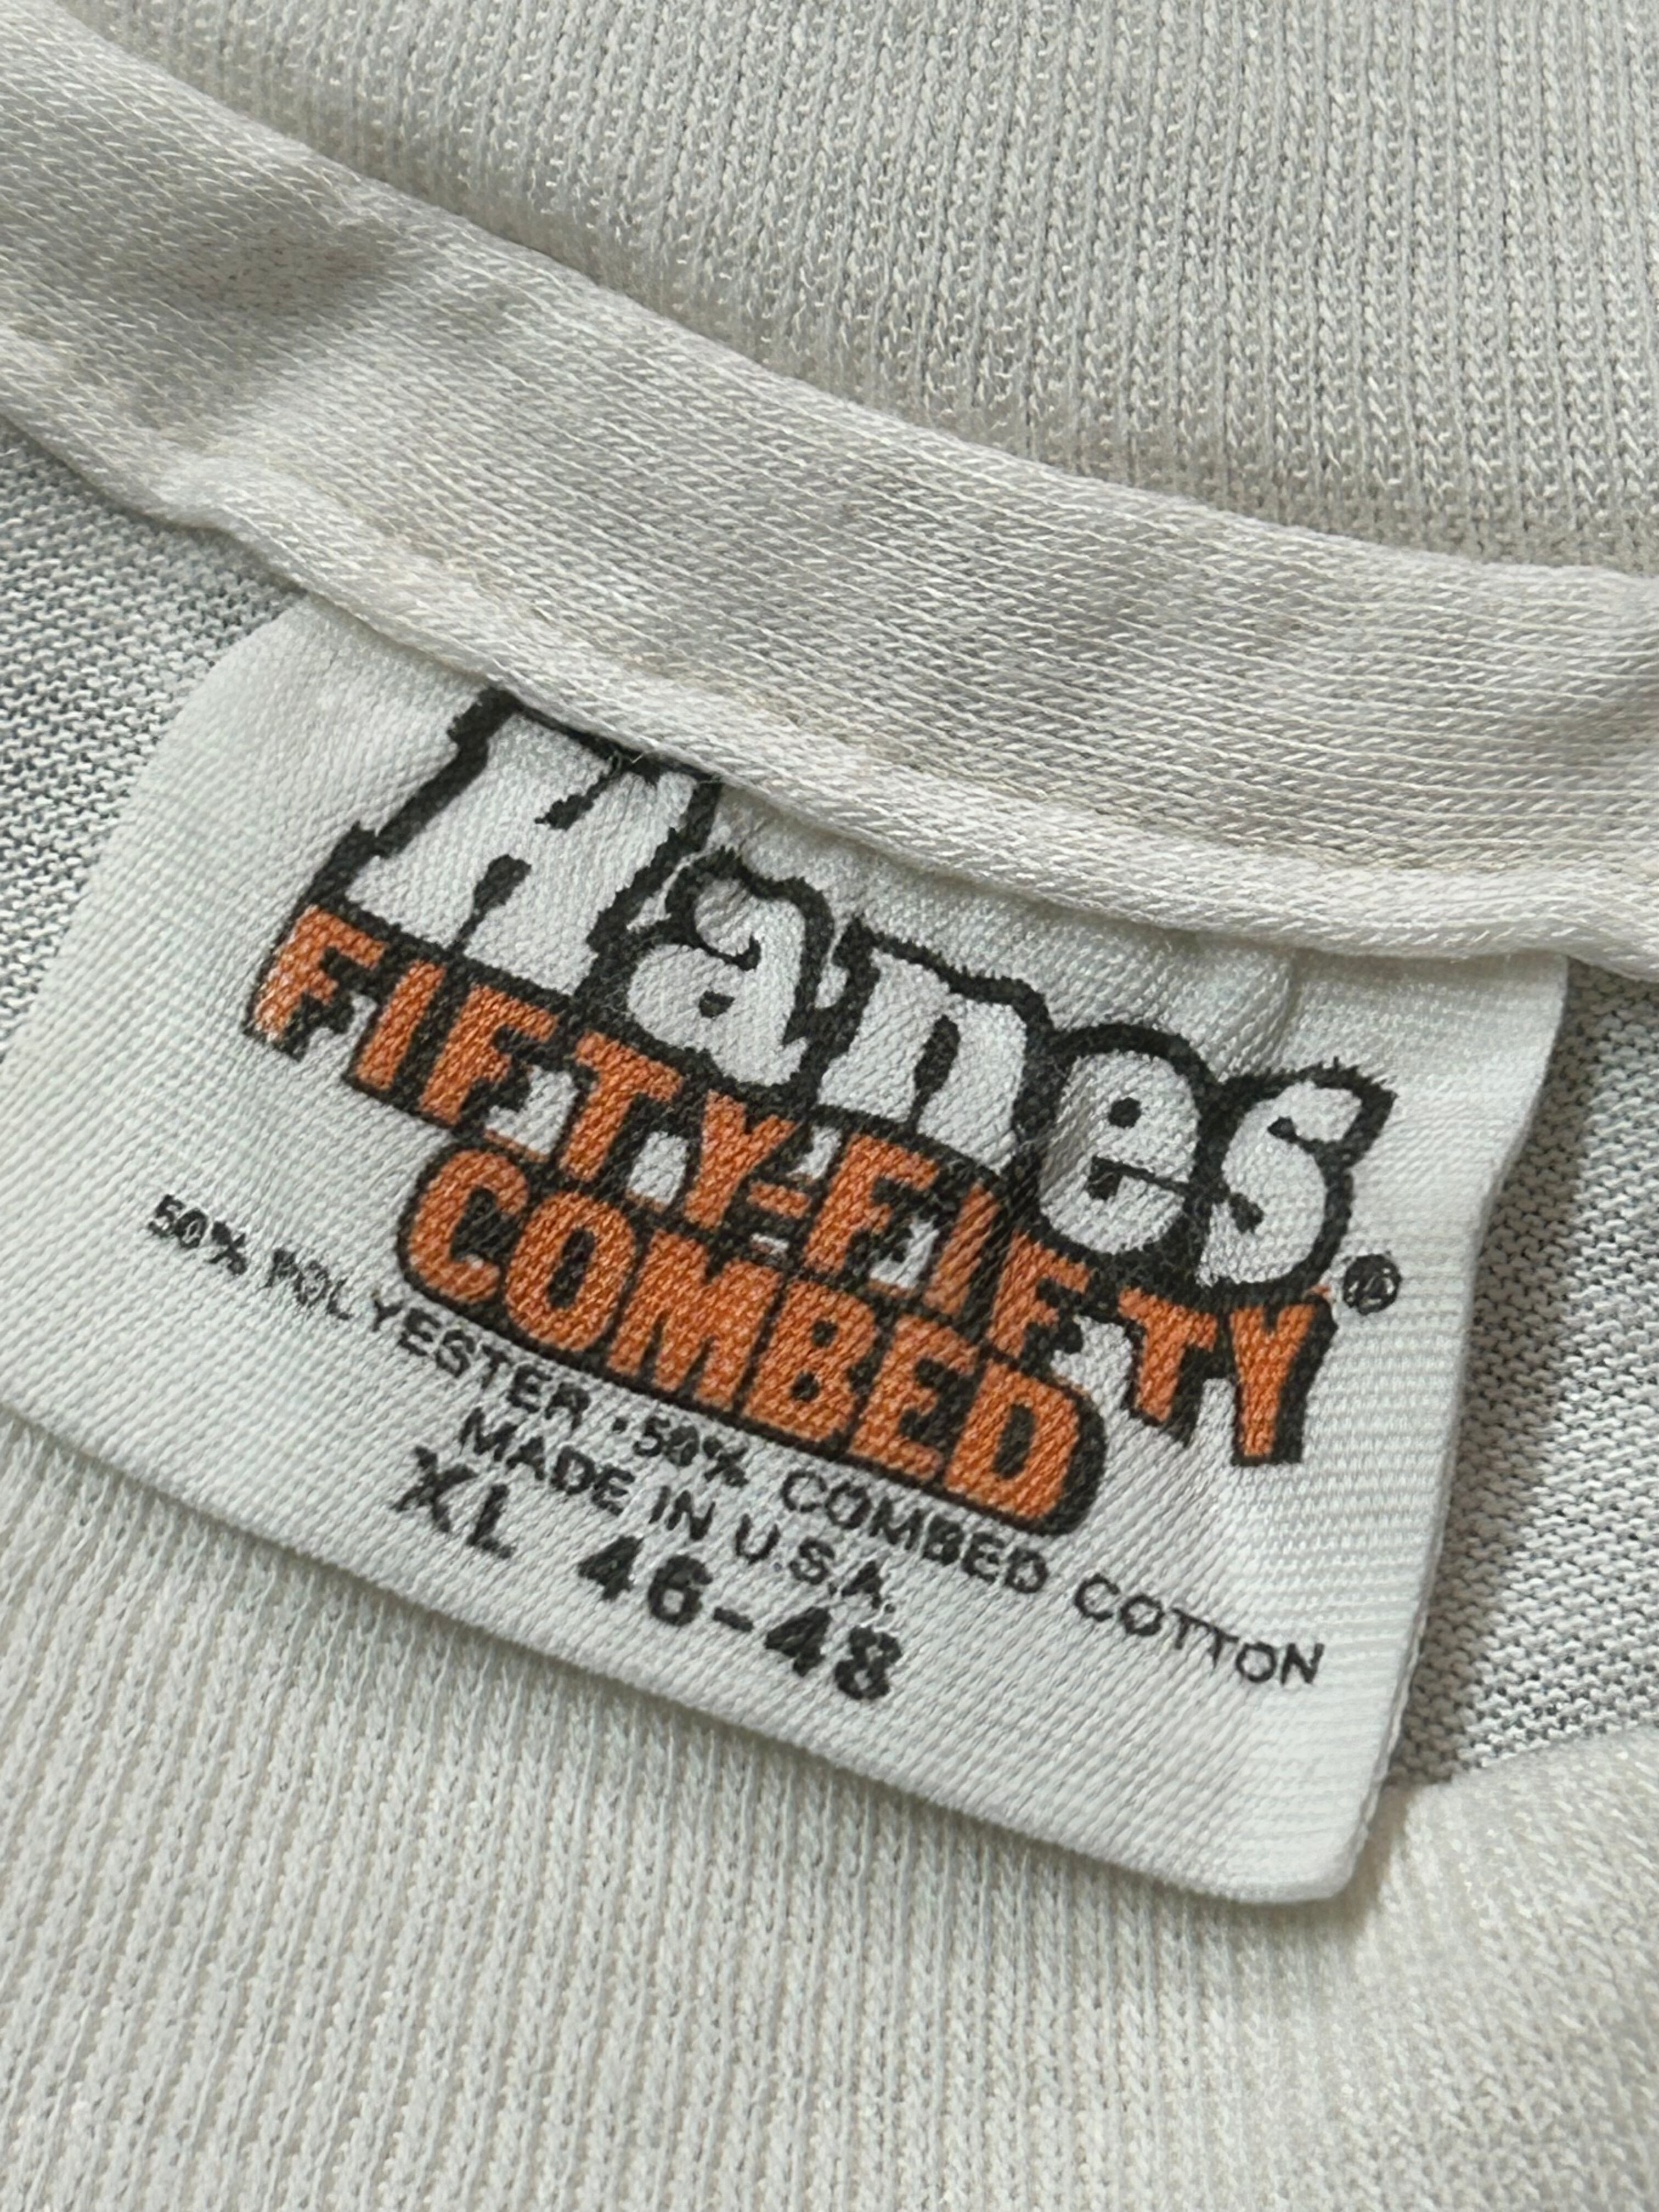 Hanes®
FIFTY-FIFTY
COMBED
50% POLYESTER · 50% COMBED COTTON
MADE IN U.S.A.
XL 46-48